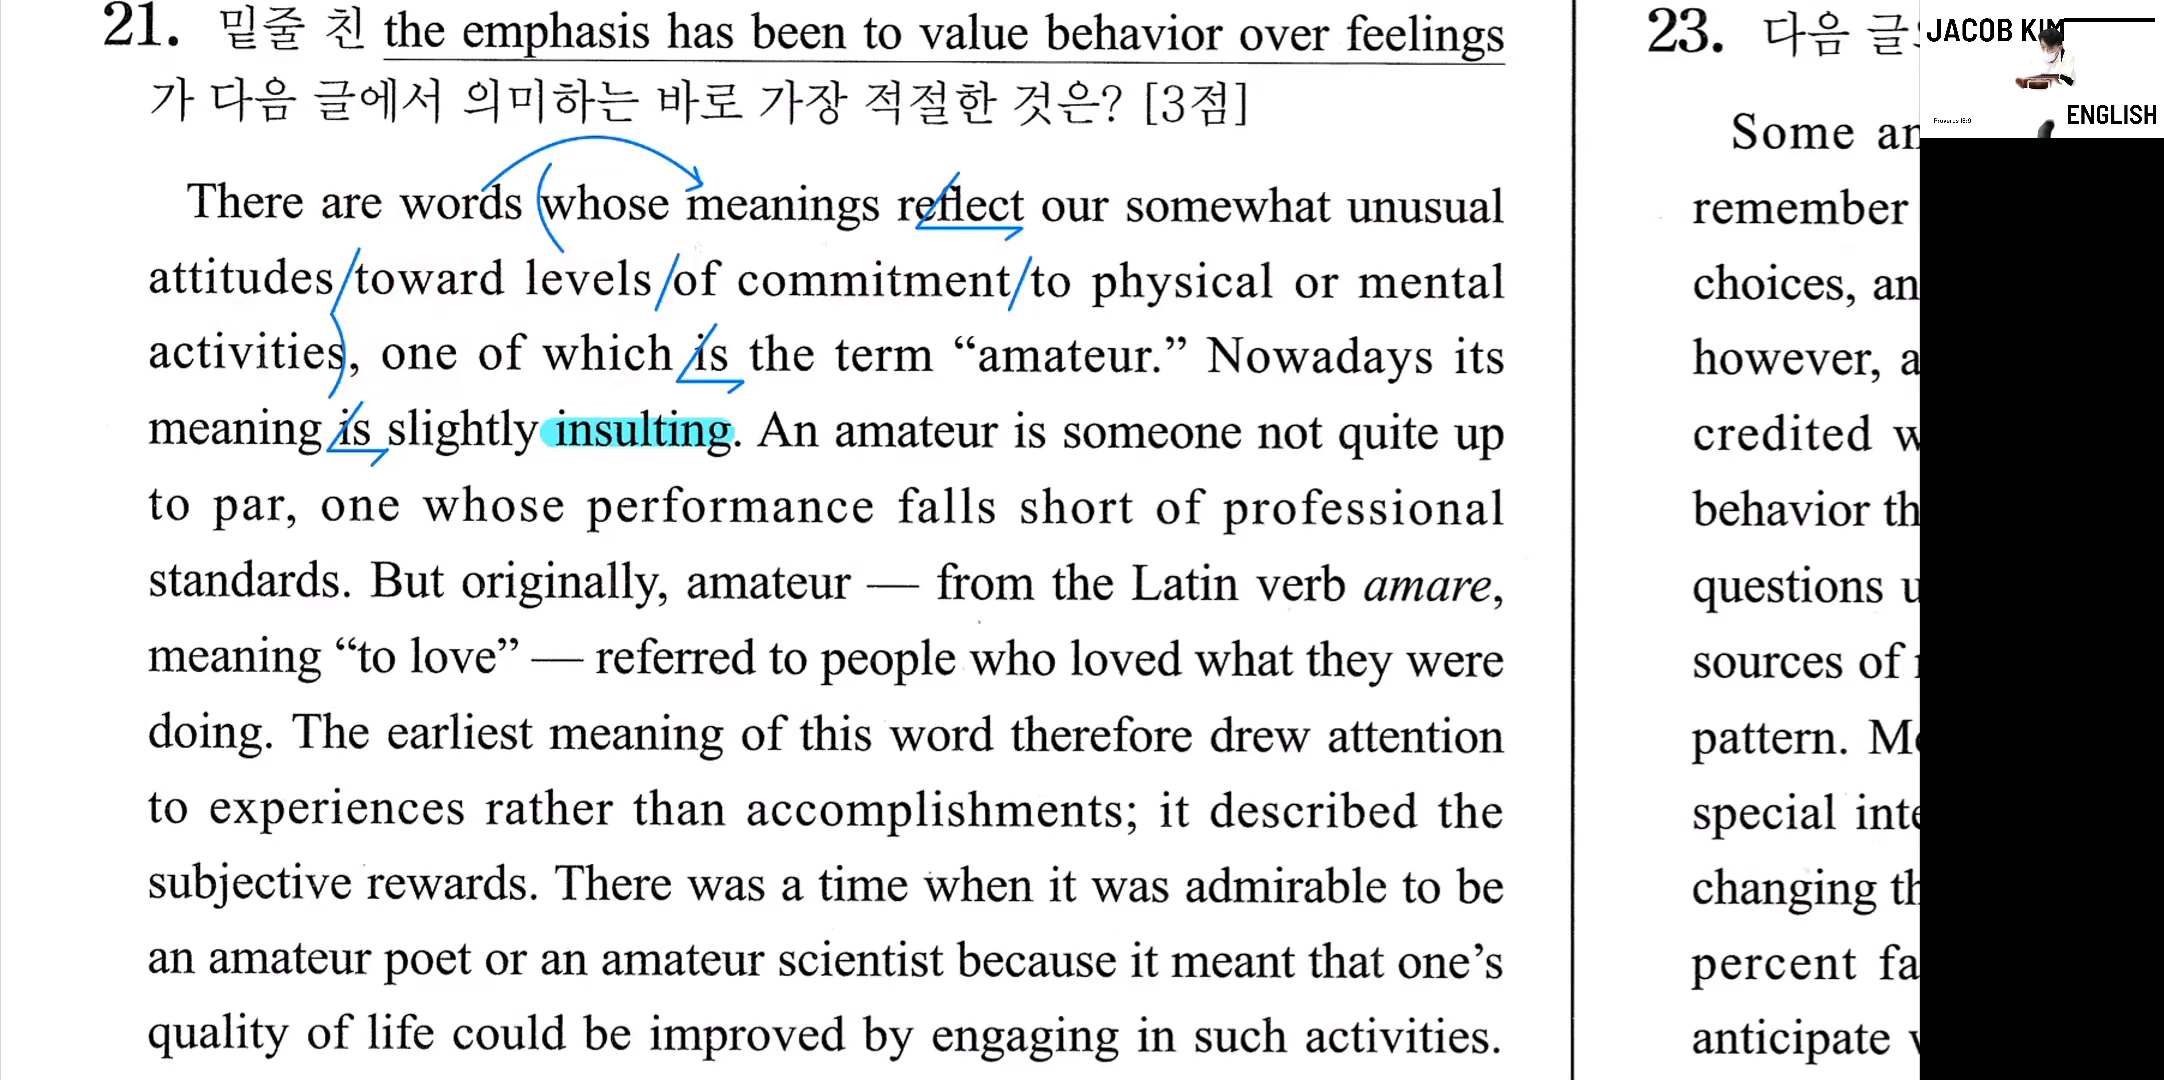 21. 밑줄 친 the emphasis has been to value behavior over feelings
가 다음 글에서 의미하는 바로 가장 적절한 것은? [3점]
There are words whose meanings reflect our somewhat unusual
attitudes toward levels of commitment to physical or mental
activities, one of which is the term “amateur.” Nowadays its
meaning is slightly insulting. An amateur is someone not quite up
to par, one whose performance falls short of professional
standards. But originally, amateur — from the Latin verb amare,
meaning “to love” — referred to people who loved what they were
doing. The earliest meaning of this word therefore drew attention
to experiences rather than accomplishments; it described the
subjective rewards. There was a time when it was admirable to be
an amateur poet or an amateur scientist because it meant that one’s
quality of life could be improved by engaging in such activities.
23. 다음 글
Some an
remember
choices, an
however, a
credited w
behavior th
questions u
sources of
pattern. Mo
special inte
changing th
percent fa
anticipate
JACOB KIM
Proverbs 16:9
ENGLISH